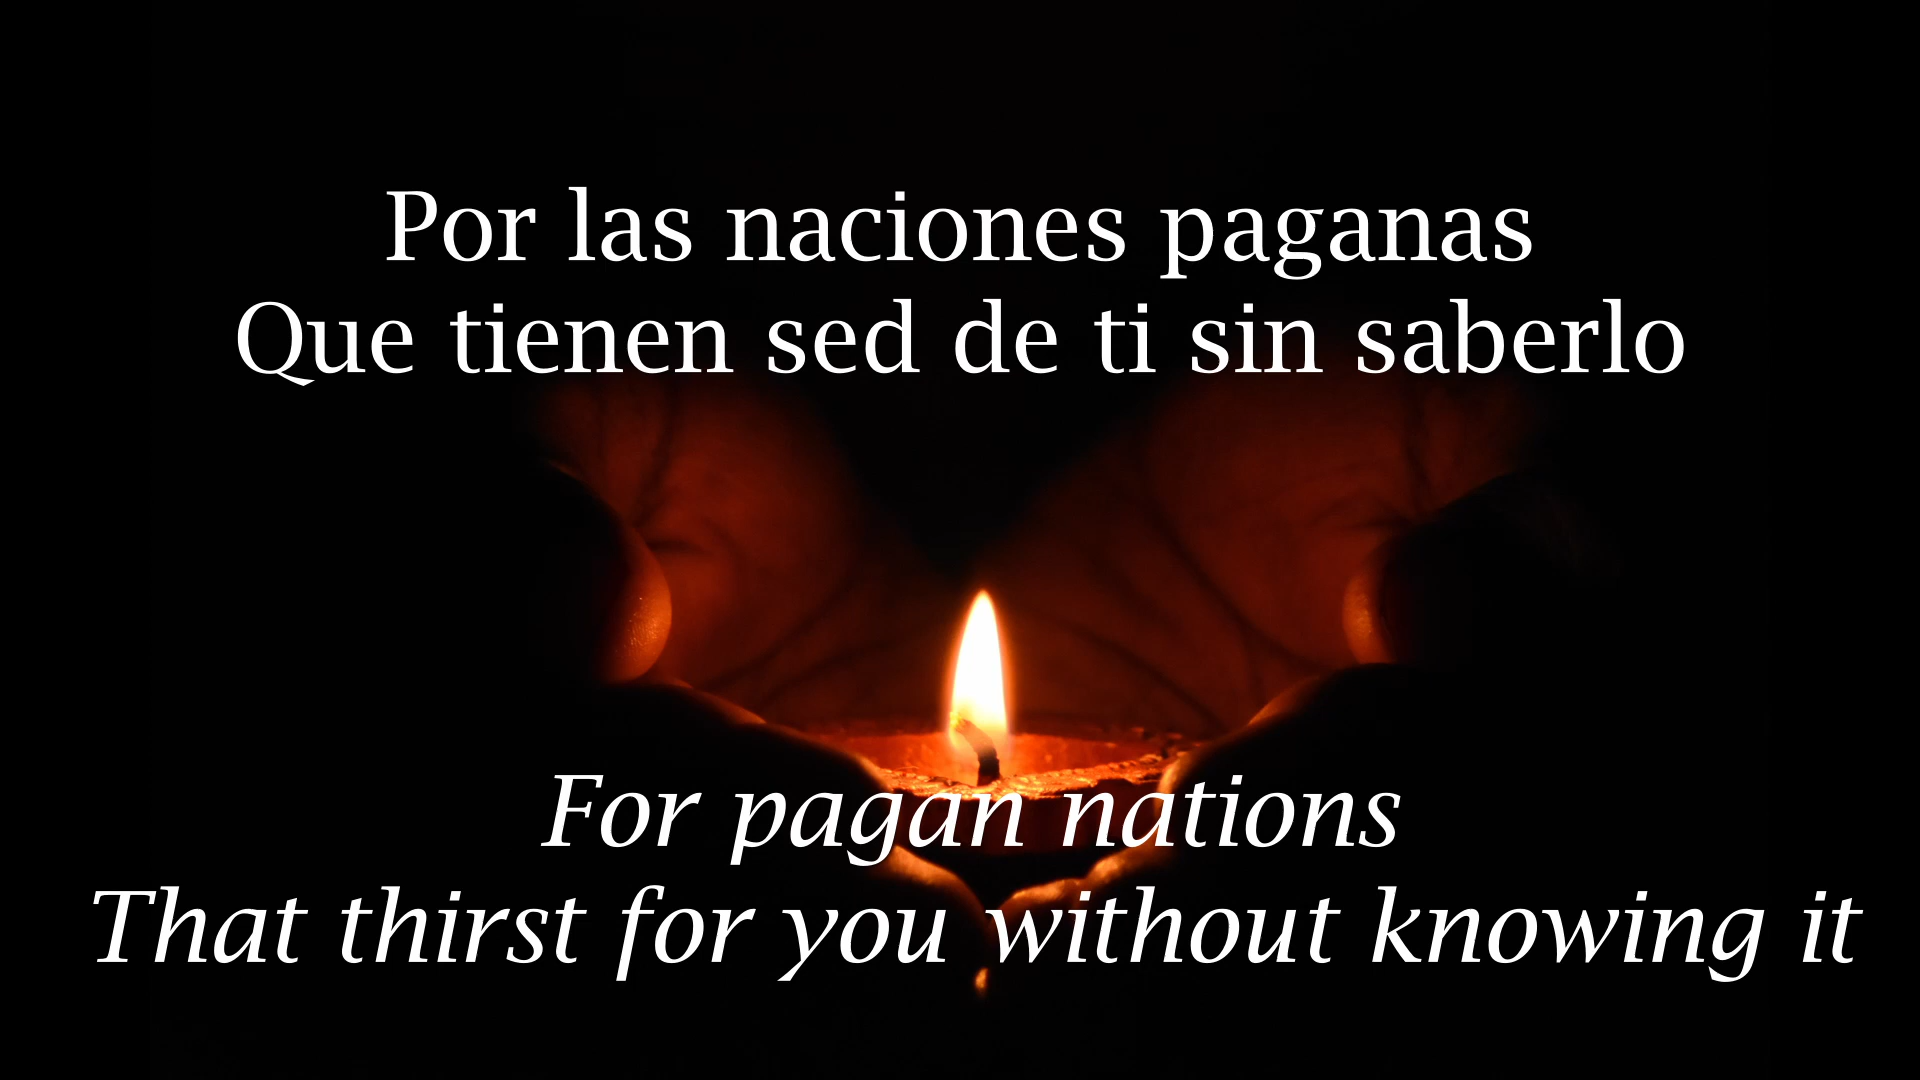 Por las naciones paganas
Que tienen sed de ti sin saberlo
For pagan nations
That thirst for you without knowing it